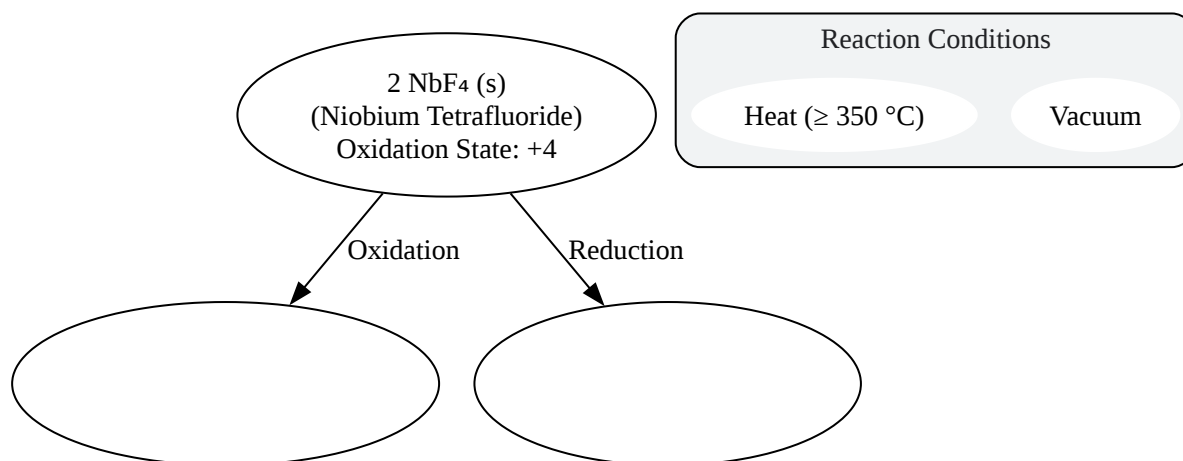 2 NbF₄ (s)
(Niobium Tetrafluoride)
Oxidation State: +4
Reaction Conditions
Heat (≥ 350 °C)
Vacuum
Oxidation
Reduction